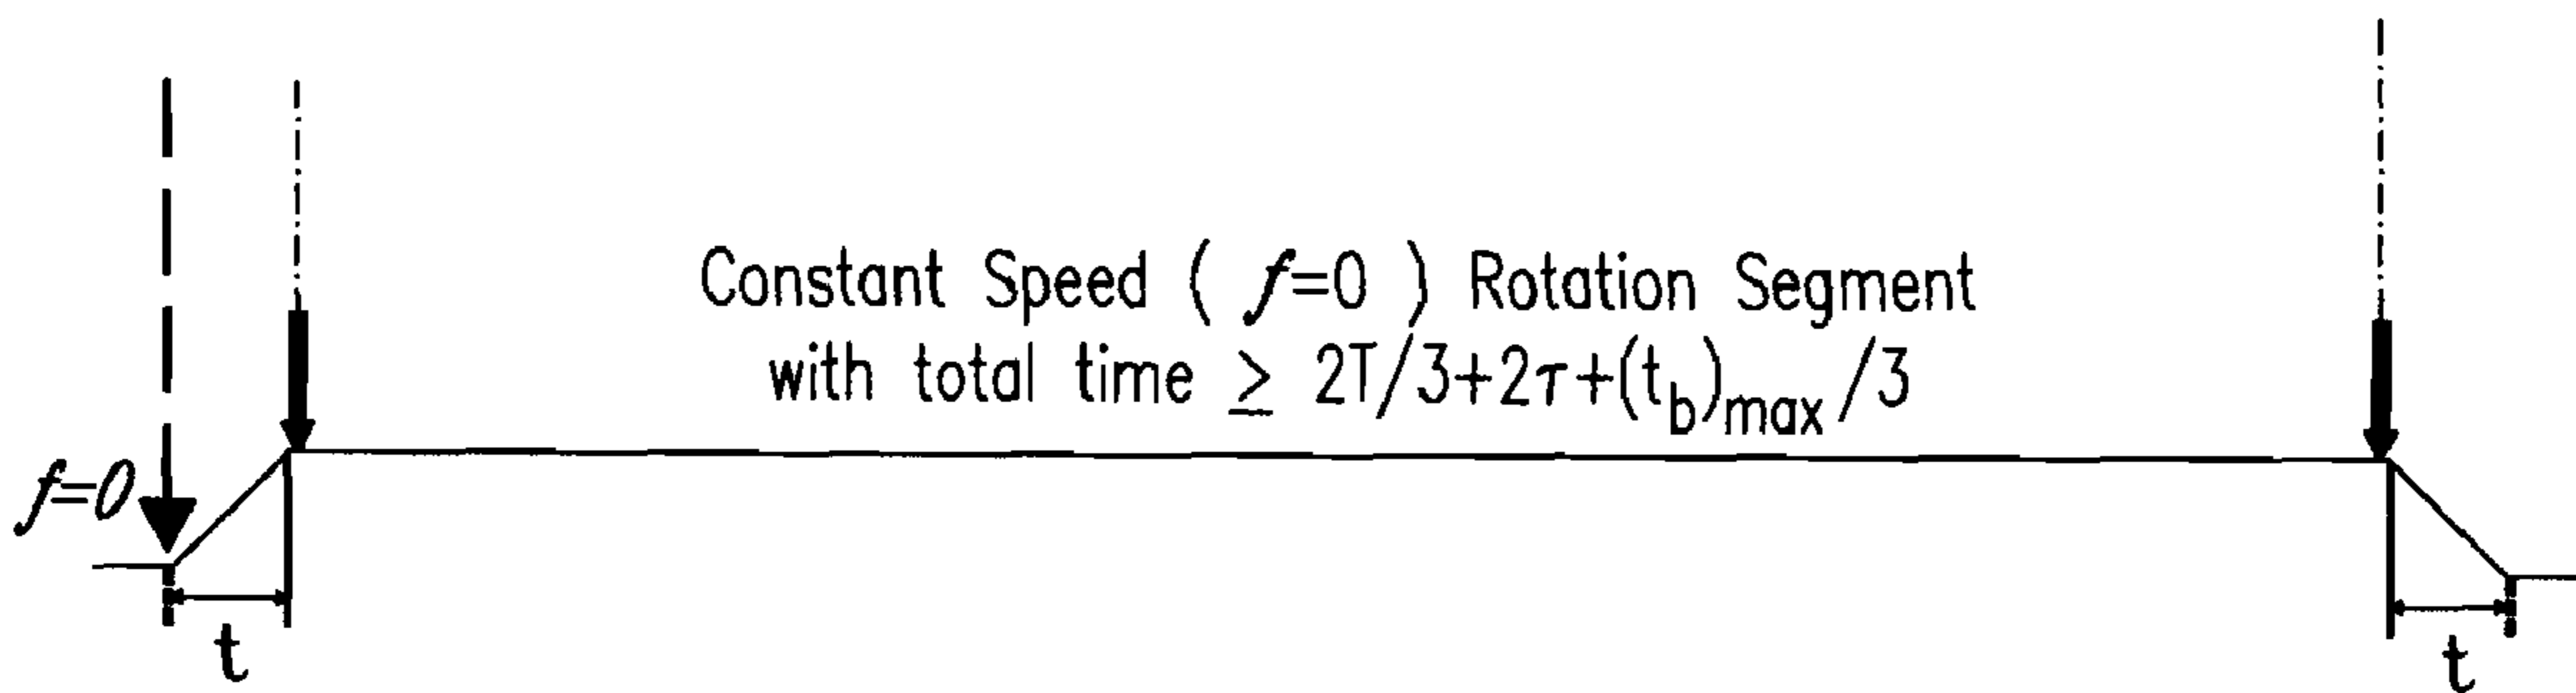 Constant Speed ( f=0 ) Rotation Segment
with total time ≥ 2T/3+2τ+(t_b)_max/3
f=0
t
t